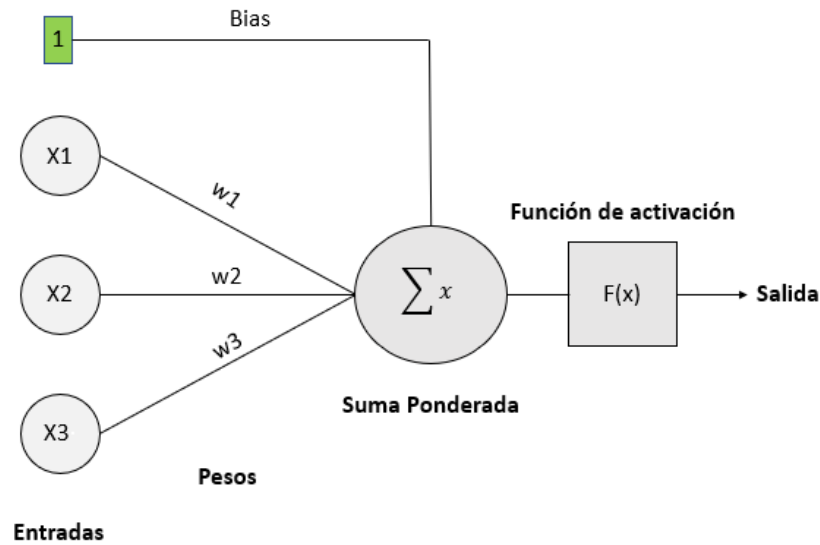 Bias
1
X1
w1
Función de activación
X2
w2
∑ x
F(x)
Salida
w3
X3
Suma Ponderada
Pesos
Entradas